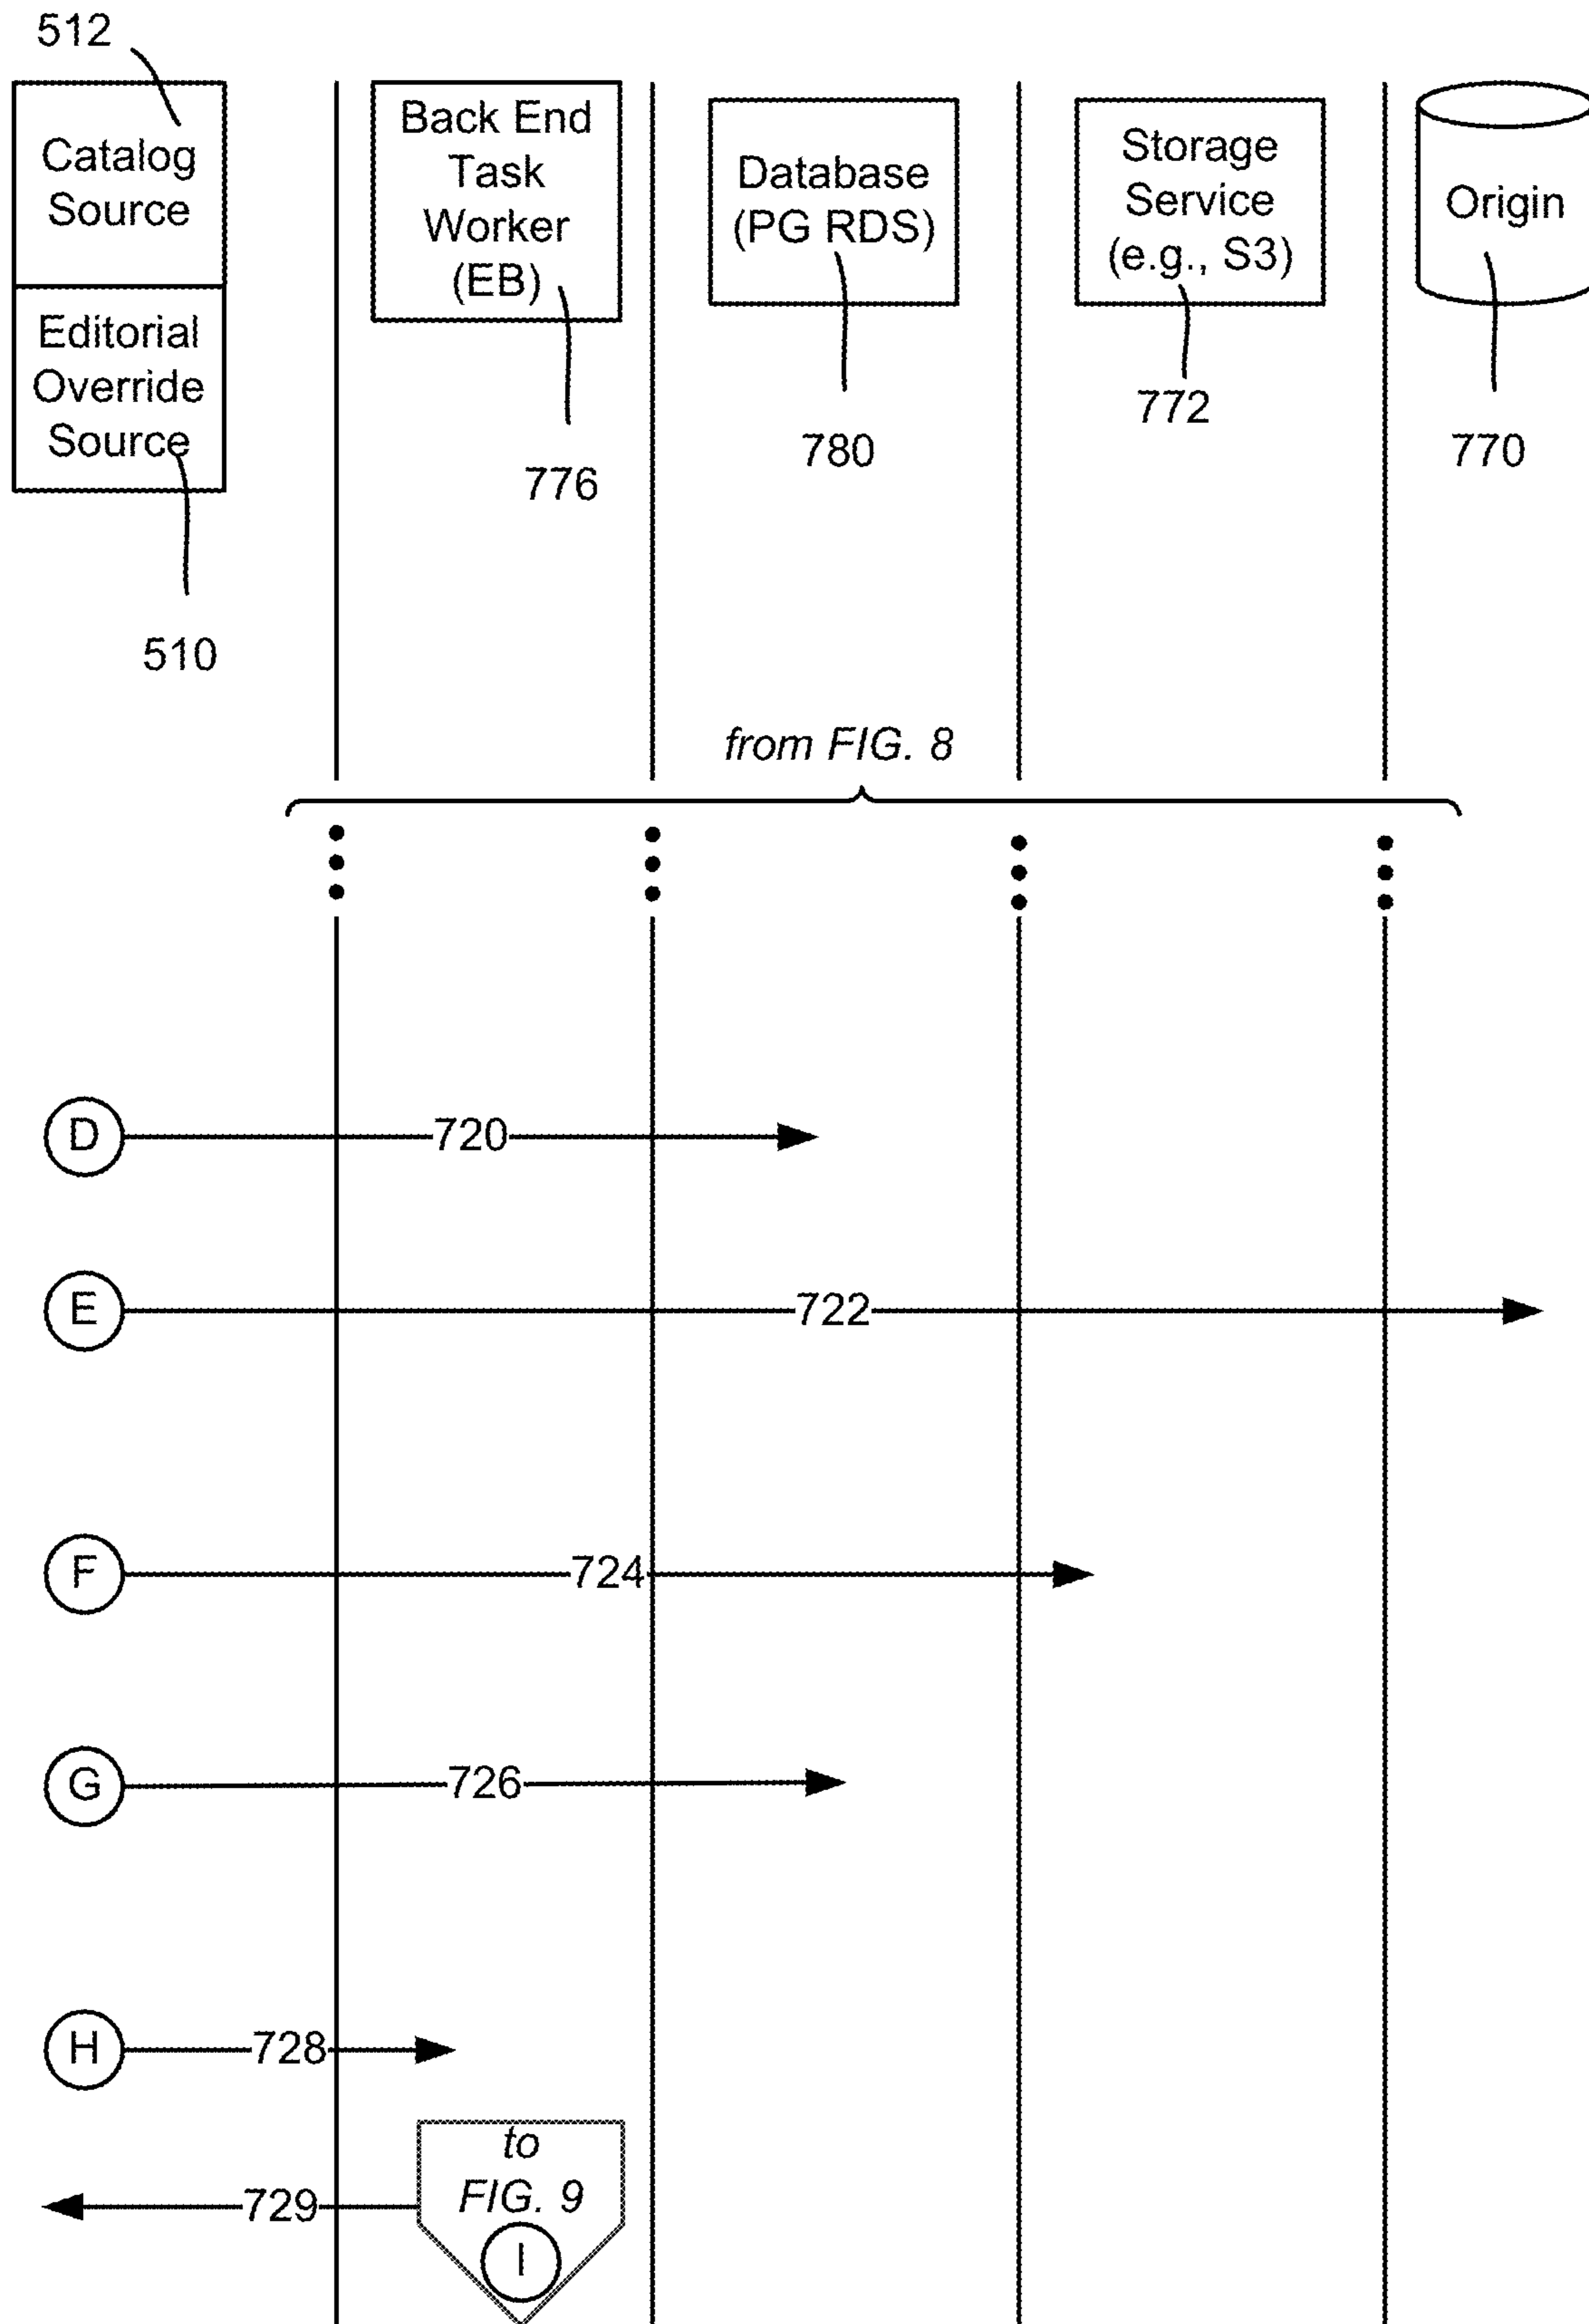 512
Catalog
Source
Editorial
Override
Source
510
Back End
Task
Worker
(EB)
776
Database
(PG RDS)
780
Storage
Service
(e.g., S3)
772
Origin
770
from FIG. 8
D
720
E
722
F
724
G
726
H
728
729
to
FIG. 9
I